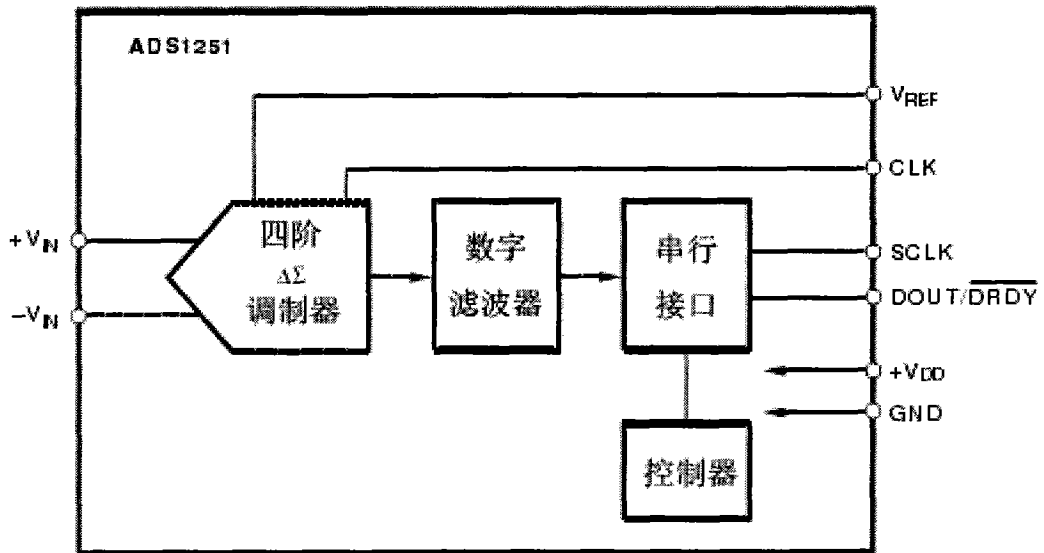 ADS1251
VREF
CLK
+VIN
-VIN
四阶
ΔΣ
调制器
数字
滤波器
串行
接口
SCLK
DOUT/DRDY
+VDD
GND
控制器